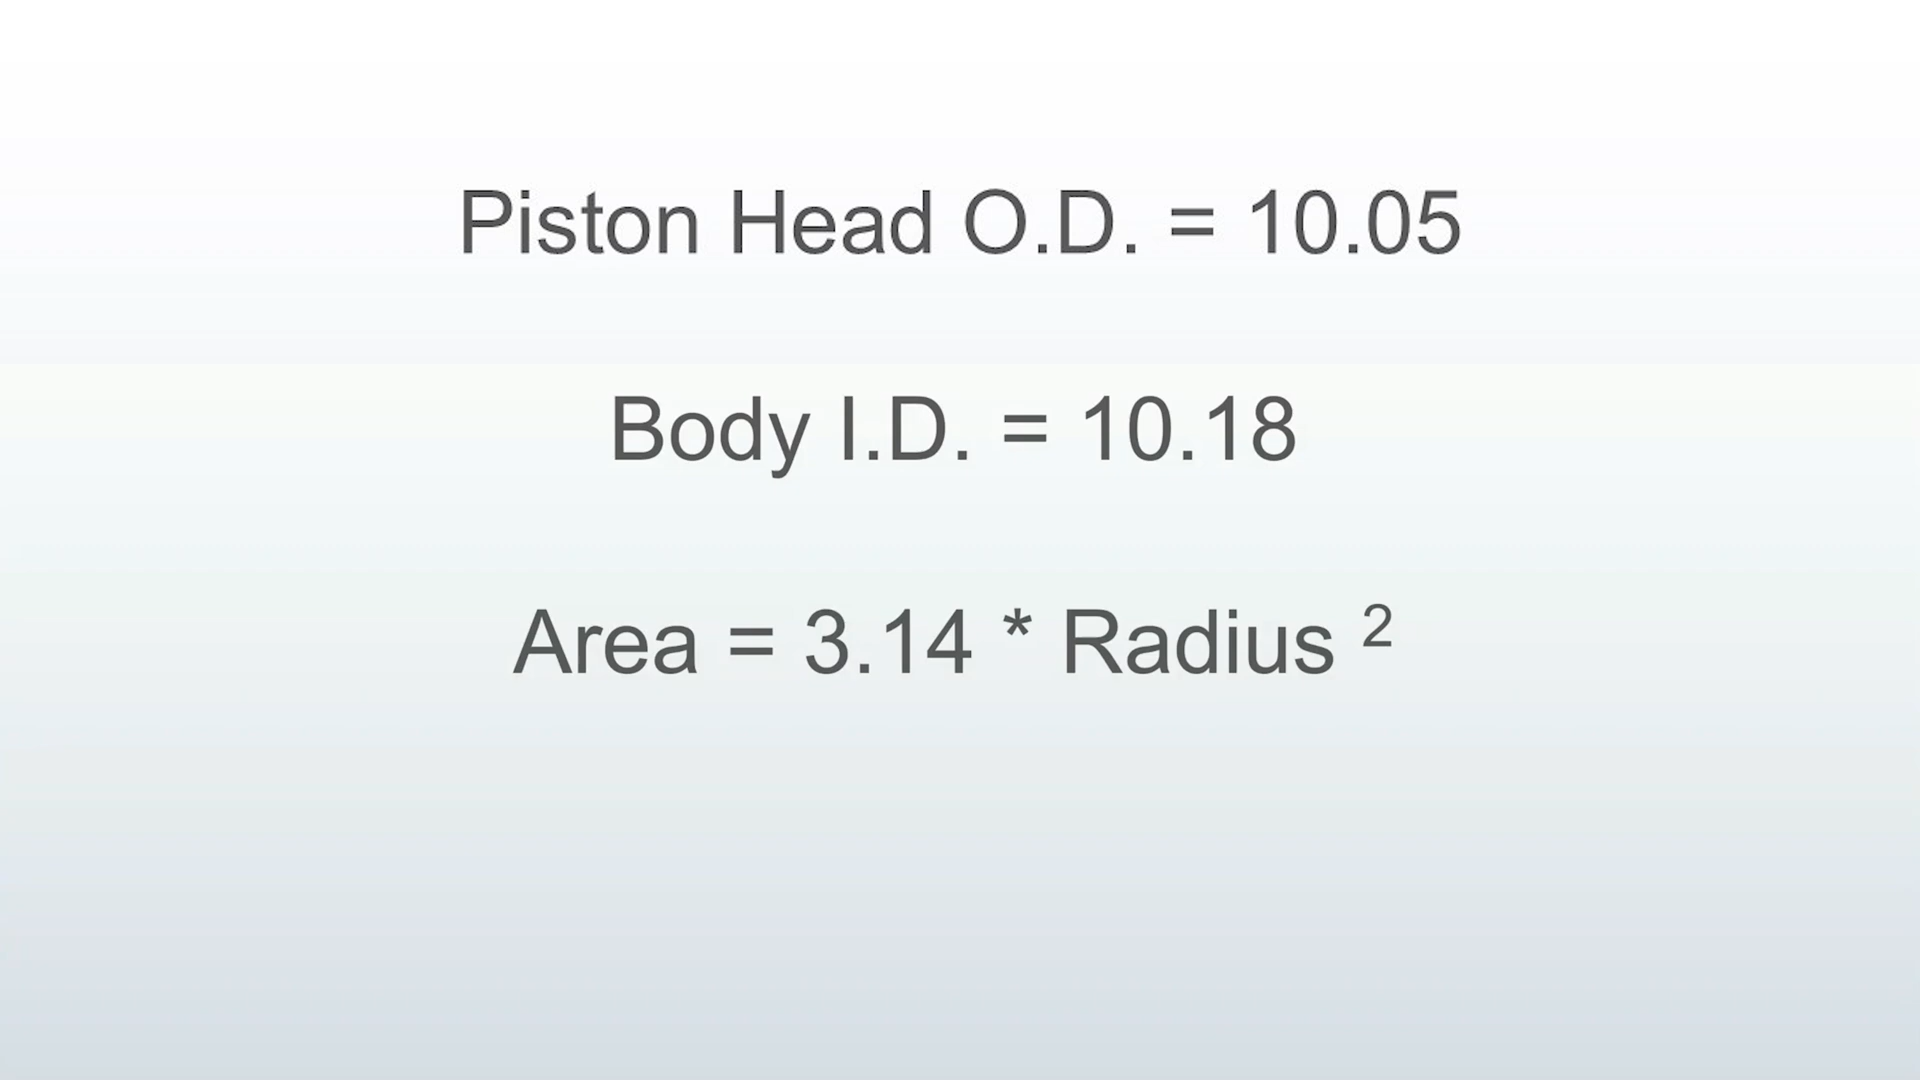 Piston Head O.D. = 10.05
Body I.D. = 10.18
Area = 3.14 * Radius ²